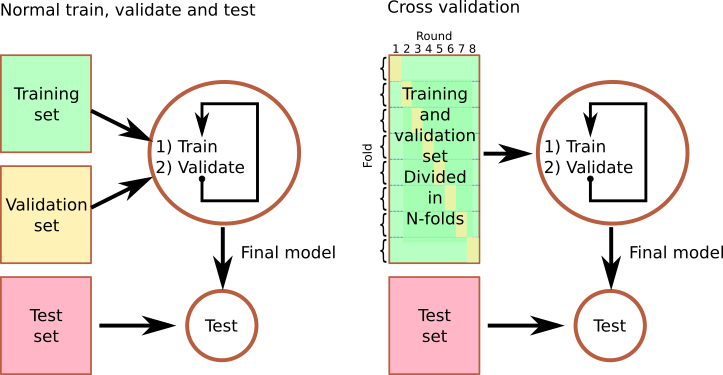 Normal train, validate and test
Training
set
Validation
set
Test
set
1) Train
2) Validate
Final model
Test
Cross validation
Round
1 2 3 4 5 6 7 8
Fold
Training
and
validation
set
Divided
in
N-folds
Test
set
1) Train
2) Validate
Final model
Test